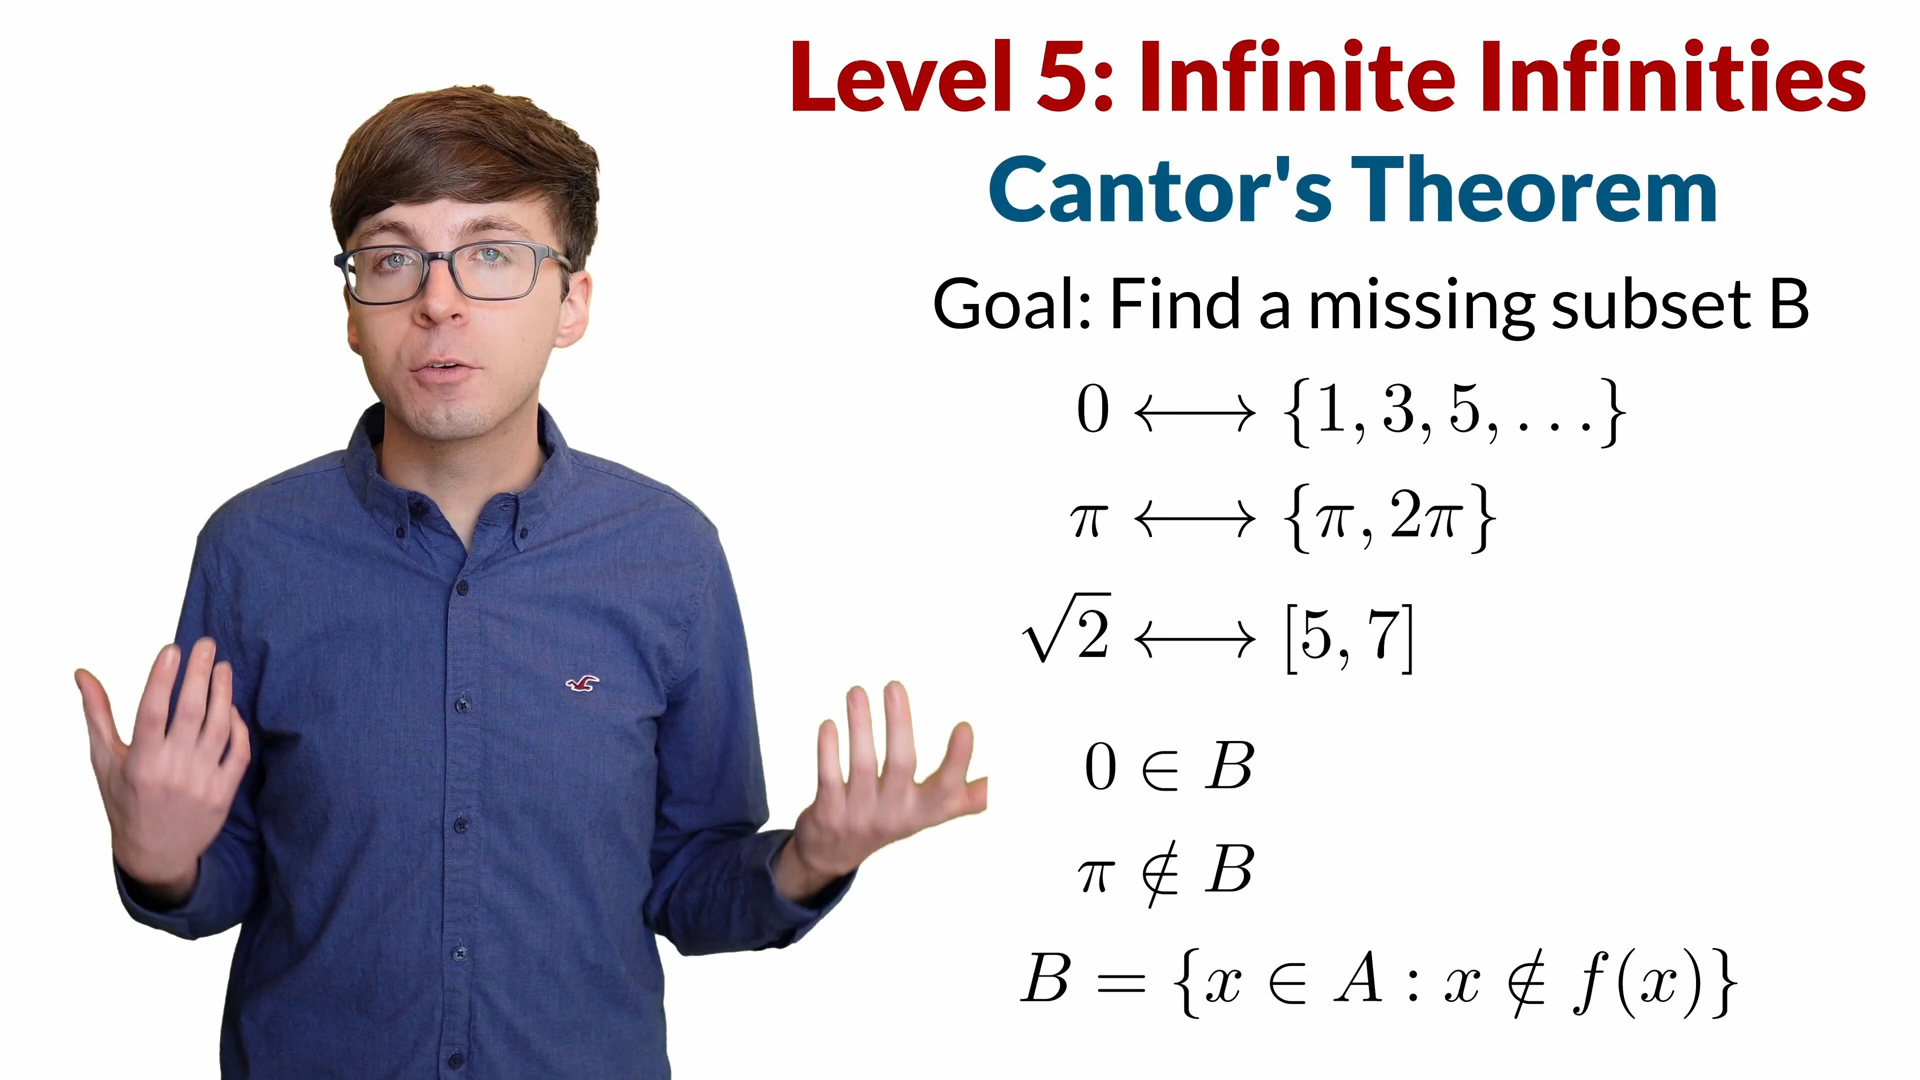 Level 5: Infinite Infinities
Cantor's Theorem
Goal: Find a missing subset B
0 ⟷ {1, 3, 5, . . .}
π ⟷ {π, 2π}
√2 ⟷ [5, 7]
0 ∈ B
π ∉ B
B = {x ∈ A : x ∉ f(x)}